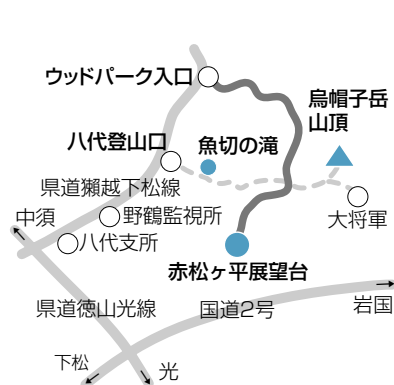 ウッドパーク入口
烏帽子岳
山頂
八代登山口
魚切の滝
県道獺越下松線
中須
野鶴監視所
大将軍
八代支所
赤松ヶ平展望台
県道徳山光線
国道2号
岩国
下松
光